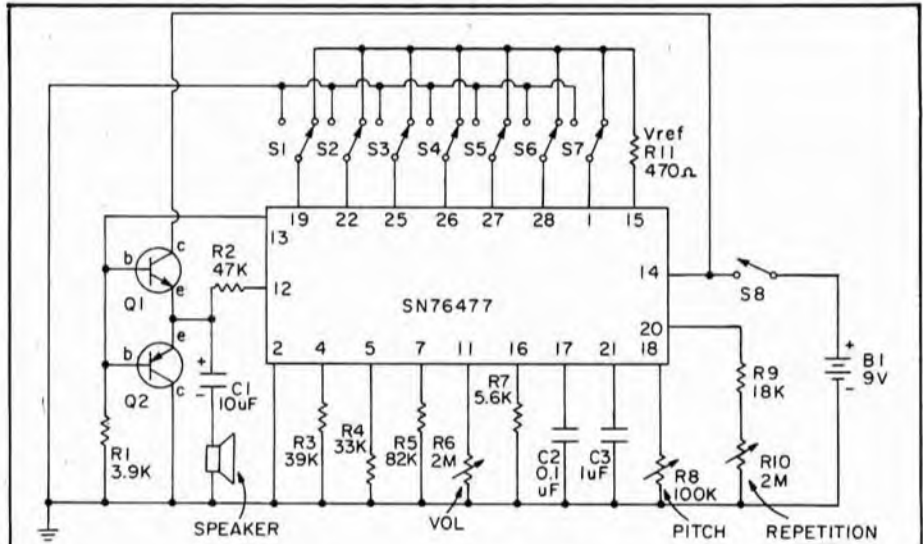 Vref
R11
470Ω
S1 S2 S3 S4 S5 S6 S7
19 22 25 26 27 28 1 15
13
b c
R2
47K
14
e
12
Q1
S8
SN76477
e
20
b
2 4 5 7 11 16 17 21 18
+
C1
10uF
-
c
Q2
+
B1
9V
-
R7
5.6K
R9
18K
R1
3.9K
R3
39K
R4
33K
R5
82K
R6
2M
C2
0.1
uF
C3
1uF
R8
100K
R10
2M
SPEAKER
VOL
PITCH
REPETITION